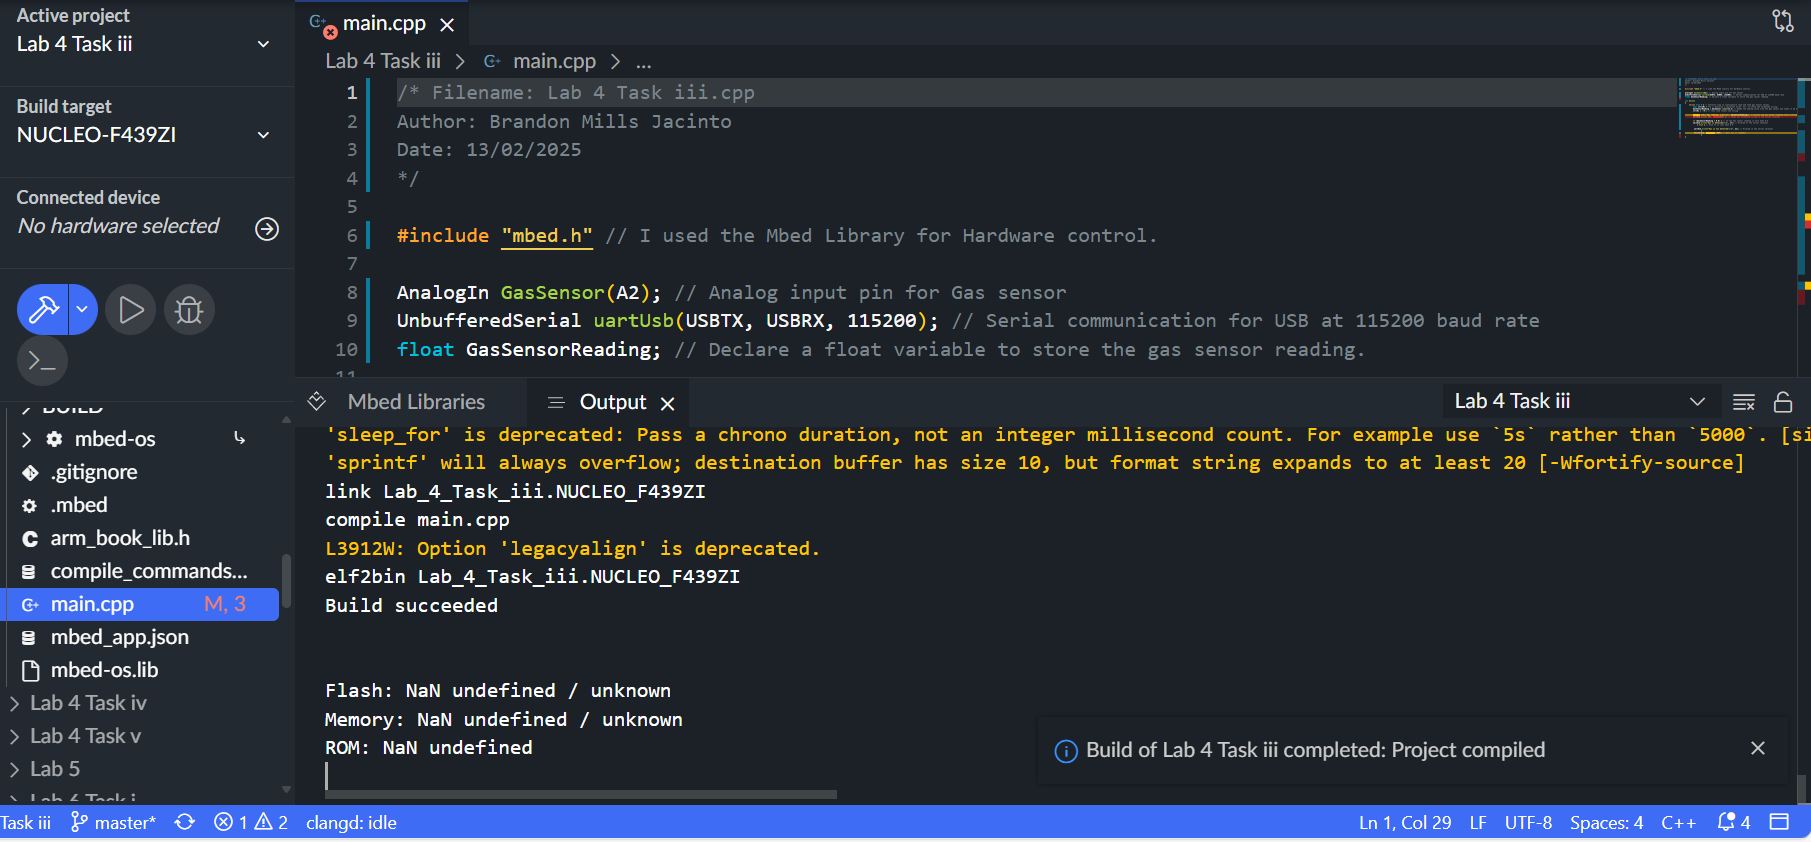 Active project
Lab 4 Task iii
Build target
NUCLEO-F439ZI
Connected device
No hardware selected
BUILD
mbed-os
.gitignore
.mbed
arm_book_lib.h
compile_commands...
main.cpp M, 3
mbed_app.json
mbed-os.lib
Lab 4 Task iv
Lab 4 Task v
Lab 5
Lab 6 Task i
main.cpp
Lab 4 Task iii > main.cpp > ...
1 /* Filename: Lab 4 Task iii.cpp
2 Author: Brandon Mills Jacinto
3 Date: 13/02/2025
4 */
5
6 #include "mbed.h" // I used the Mbed Library for Hardware control.
7
8 AnalogIn GasSensor(A2); // Analog input pin for Gas sensor
9 UnbufferedSerial uartUsb(USBTX, USBRX, 115200); // Serial communication for USB at 115200 baud rate
10 float GasSensorReading; // Declare a float variable to store the gas sensor reading.
11
Mbed Libraries
Output
Lab 4 Task iii
'sleep_for' is deprecated: Pass a chrono duration, not an integer millisecond count. For example use `5s` rather than `5000`. [si
'sprintf' will always overflow; destination buffer has size 10, but format string expands to at least 20 [-Wfortify-source]
link Lab_4_Task_iii.NUCLEO_F439ZI
compile main.cpp
L3912W: Option 'legacyalign' is deprecated.
elf2bin Lab_4_Task_iii.NUCLEO_F439ZI
Build succeeded
Flash: NaN undefined / unknown
Memory: NaN undefined / unknown
ROM: NaN undefined
Build of Lab 4 Task iii completed: Project compiled
Task iii master* 1 2 clangd: idle Ln 1, Col 29 LF UTF-8 Spaces: 4 C++ 4